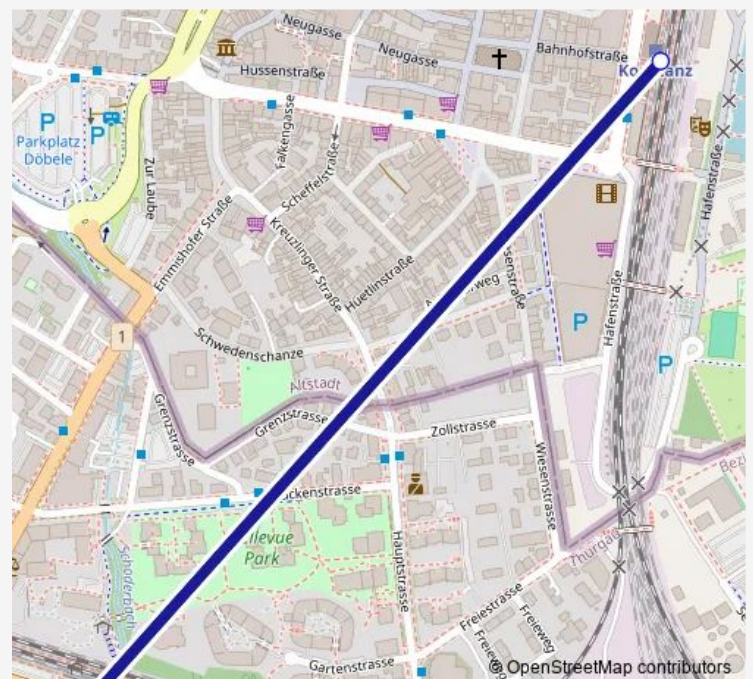 Neugasse
Neugasse
Bahnhofstraße
Hussenstraße
P
P
Parkplatz
Döbele
Falkengasse
Scheffelstraße
Zur Laube
Emmishofer Straße
Kreuzlinger Straße
Huetlinstraße
Hafenstraße
Hafenstraße
P
P
1
Schwedenschanze
Altstadt
Grenzstrasse
Grenzstrasse
Zollstrasse
Wiesenstrasse
Hauptstrasse
Park
Schoderbach
Freiestrasse
Freieweg
Gartenstrasse
© OpenStreetMap contributors